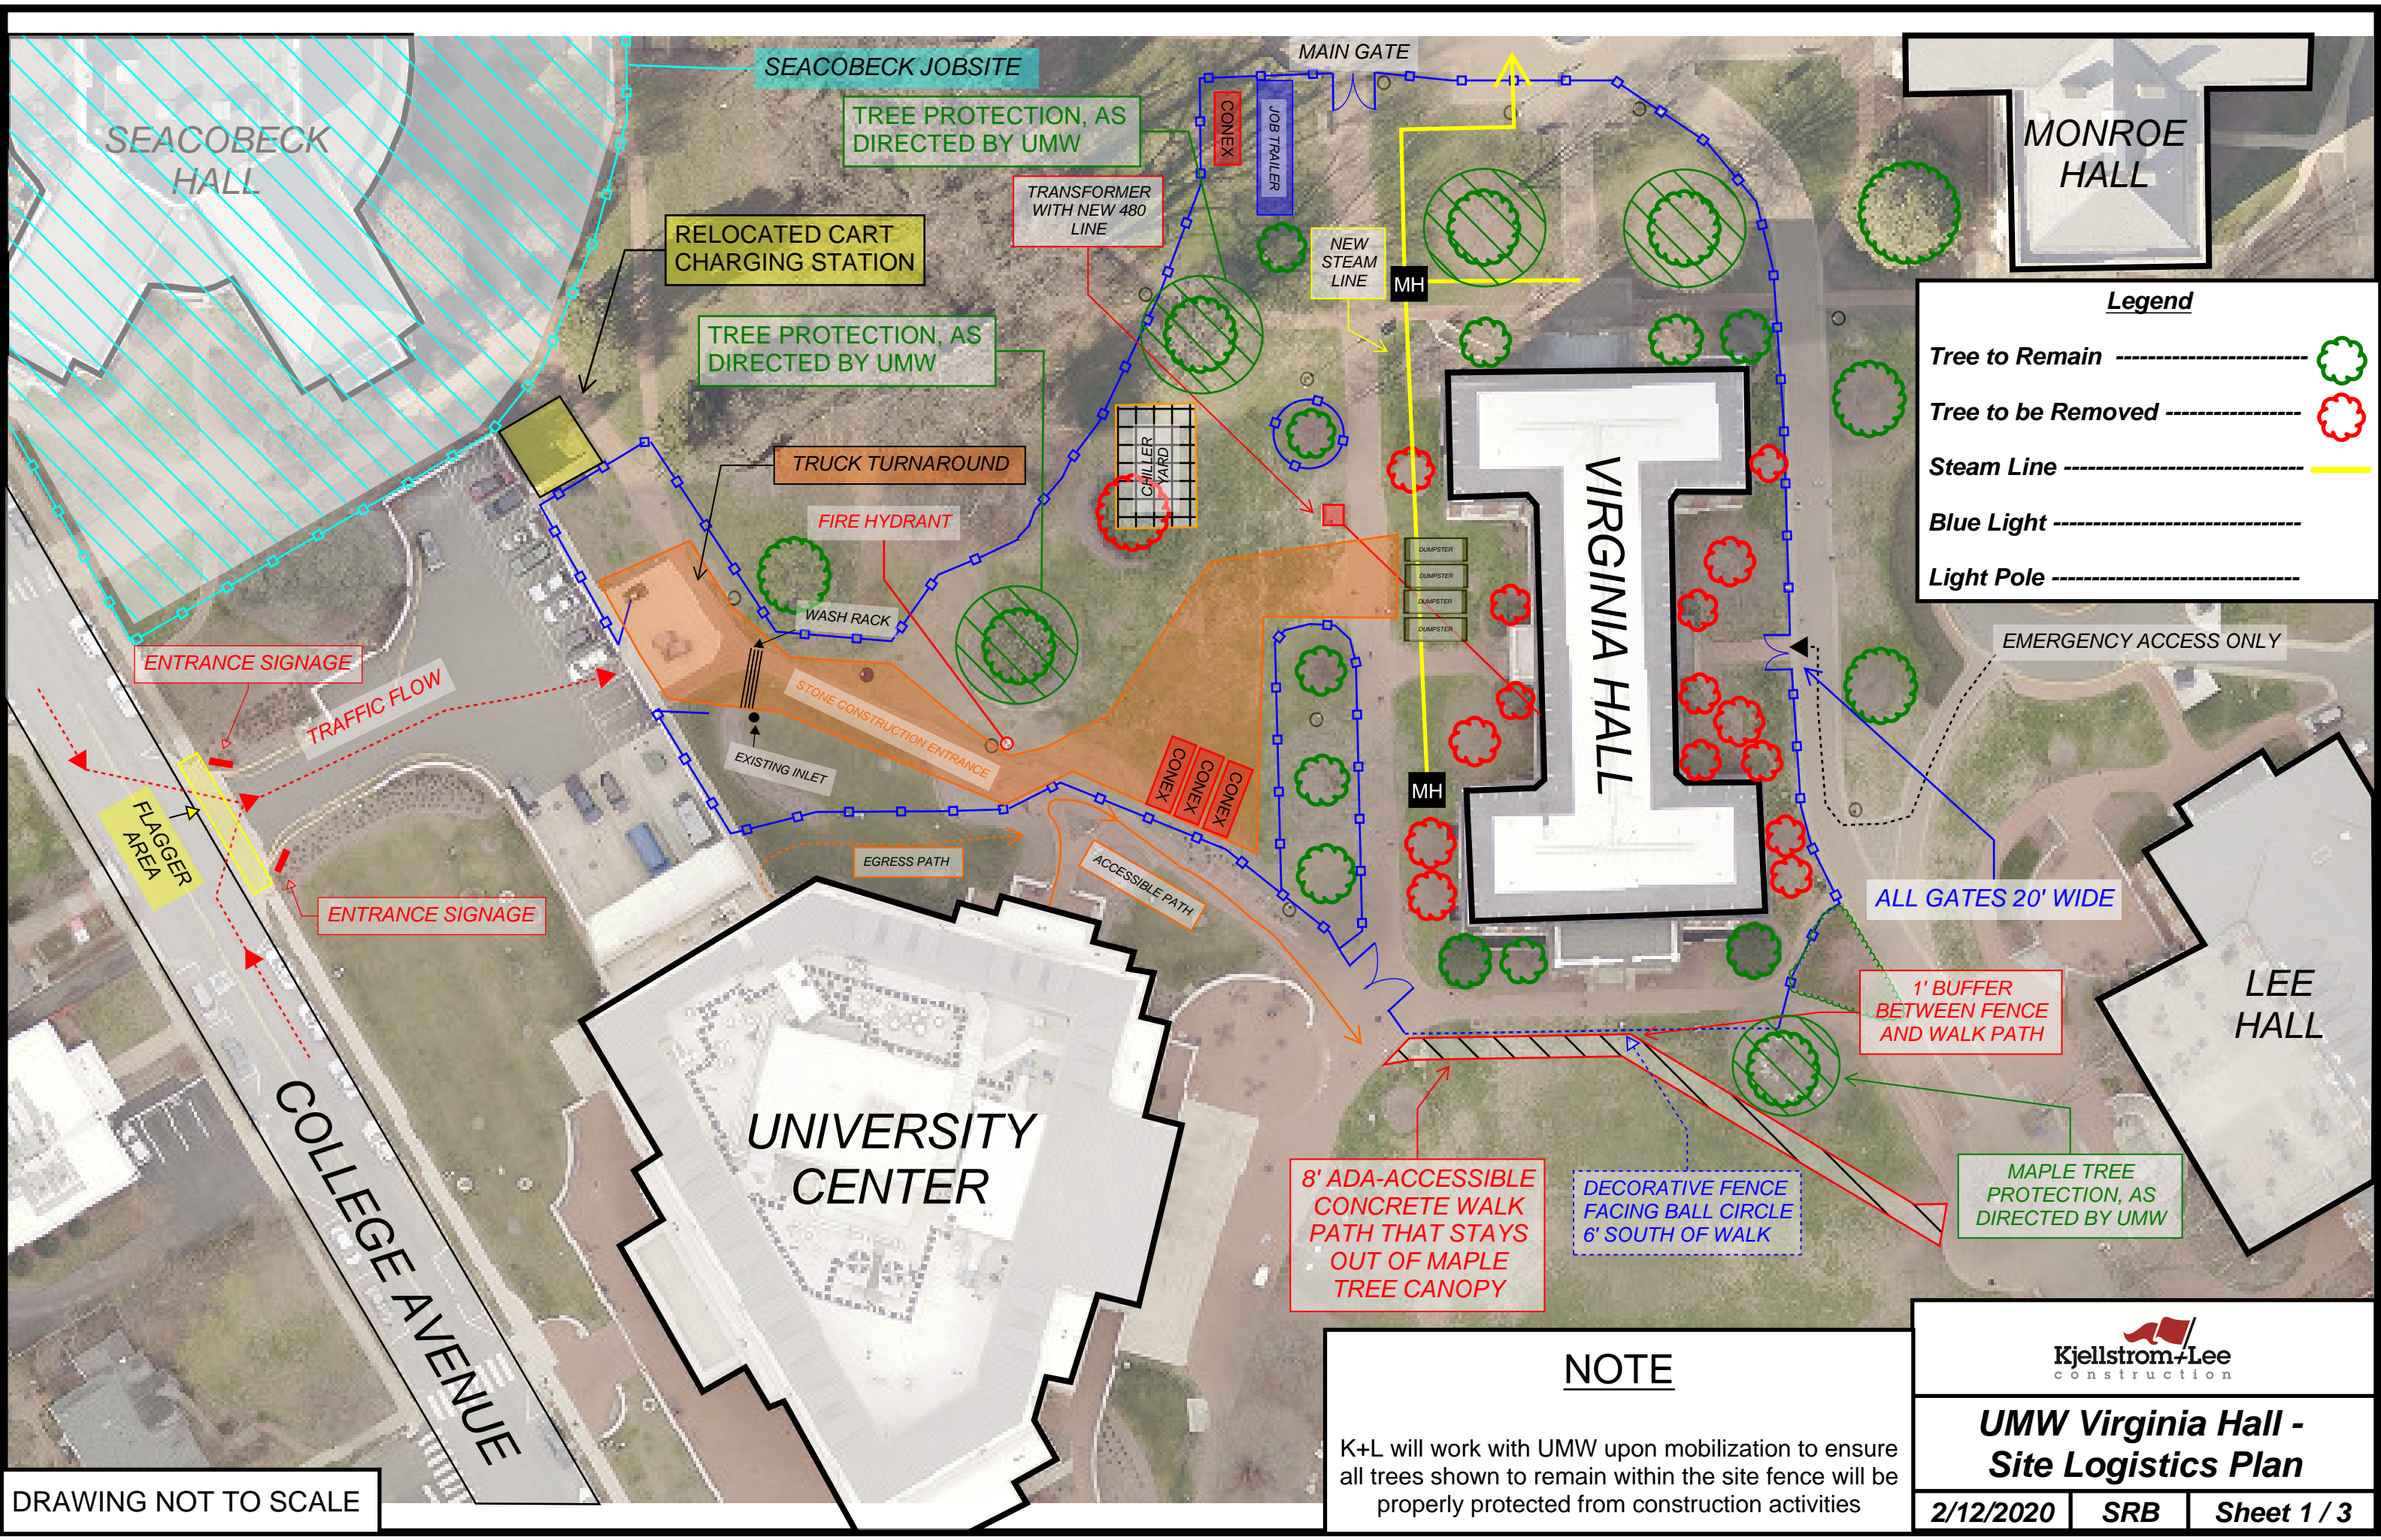 SEACOBECK JOBSITE
MAIN GATE
SEACOBECK
HALL
TREE PROTECTION, AS
DIRECTED BY UMW
CONEX
JOB TRAILER
MONROE
HALL
TRANSFORMER
WITH NEW 480
LINE
RELOCATED CART
CHARGING STATION
NEW
STEAM
LINE
MH
TREE PROTECTION, AS
DIRECTED BY UMW
Legend
Tree to Remain ------------------------
Tree to be Removed -----------------
Steam Line ------------------------------
Blue Light -------------------------------
Light Pole -------------------------------
TRUCK TURNAROUND
CHILLER
YARD
FIRE HYDRANT
VIRGINIA HALL
DUMPSTER
DUMPSTER
DUMPSTER
DUMPSTER
WASH RACK
ENTRANCE SIGNAGE
TRAFFIC FLOW
STONE CONSTRUCTION ENTRANCE
EXISTING INLET
EMERGENCY ACCESS ONLY
CONEX
CONEX
CONEX
MH
FLAGGER
AREA
EGRESS PATH
ACCESSIBLE PATH
ENTRANCE SIGNAGE
ALL GATES 20' WIDE
1' BUFFER
BETWEEN FENCE
AND WALK PATH
LEE
HALL
UNIVERSITY
CENTER
COLLEGE AVENUE
8' ADA-ACCESSIBLE
CONCRETE WALK
PATH THAT STAYS
OUT OF MAPLE
TREE CANOPY
DECORATIVE FENCE
FACING BALL CIRCLE
6' SOUTH OF WALK
MAPLE TREE
PROTECTION, AS
DIRECTED BY UMW
NOTE
K+L will work with UMW upon mobilization to ensure
all trees shown to remain within the site fence will be
properly protected from construction activities
Kjellstrom+Lee
construction
UMW Virginia Hall -
Site Logistics Plan
2/12/2020 SRB Sheet 1 / 3
DRAWING NOT TO SCALE